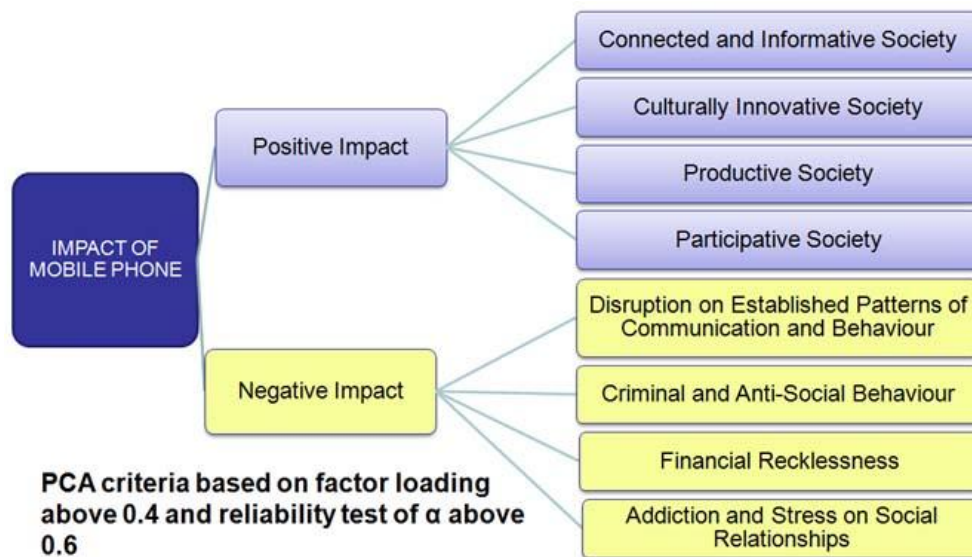 IMPACT OF
MOBILE PHONE
Positive Impact
Connected and Informative Society
Culturally Innovative Society
Productive Society
Participative Society
Negative Impact
Disruption on Established Patterns of
Communication and Behaviour
Criminal and Anti-Social Behaviour
Financial Recklessness
Addiction and Stress on Social
Relationships
PCA criteria based on factor loading
above 0.4 and reliability test of α above
0.6